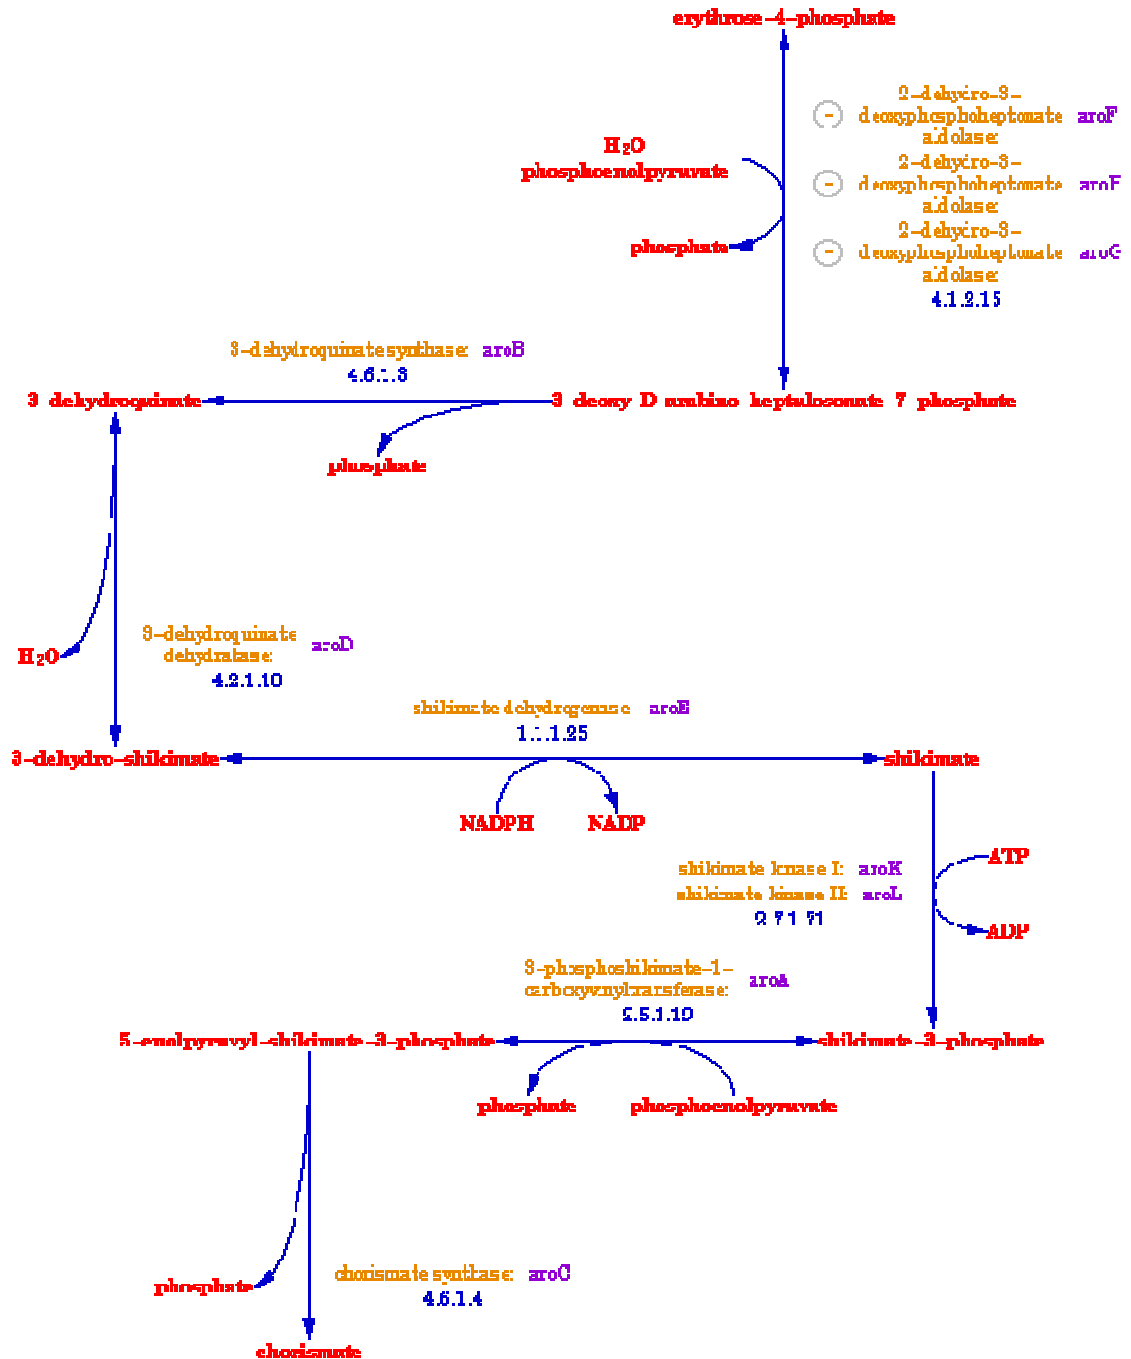 erythrose-4-phosphate
2-dehydro-3-
deoxyphosphoheptonate aroF
aldolase:
H2O
phosphoenolpyruvate
2-dehydro-3-
deoxyphosphoheptonate aroF
aldolase:
phosphate
2-dehydro-3-
deoxyphosphoheptonate aroG
aldolase:
4.1.2.15
3-dehydroquinate synthase: aroB
4.6.1.3
3 dehydroquinate
3 deoxy D arabino heptulosonate 7 phosphate
phosphate
3-dehydroquinate
dehydratase: aroD
H2O
4.2.1.10
shikimate dehydrogenase aroE
1.1.1.25
3-dehydro-shikimate
shikimate
NADPH
NADP
shikimate kinase I: aroK
ATP
shikimate kinase II: aroL
2.7.1.71
ADP
3-phosphoshikimate-1-
carboxyvinyltransferase: aroA
2.5.1.19
5-enolpyruvyl-shikimate-3-phosphate
shikimate-3-phosphate
phosphate
phosphoenolpyruvate
phosphate
chorismate synthase: aroC
4.6.1.4
chorismate